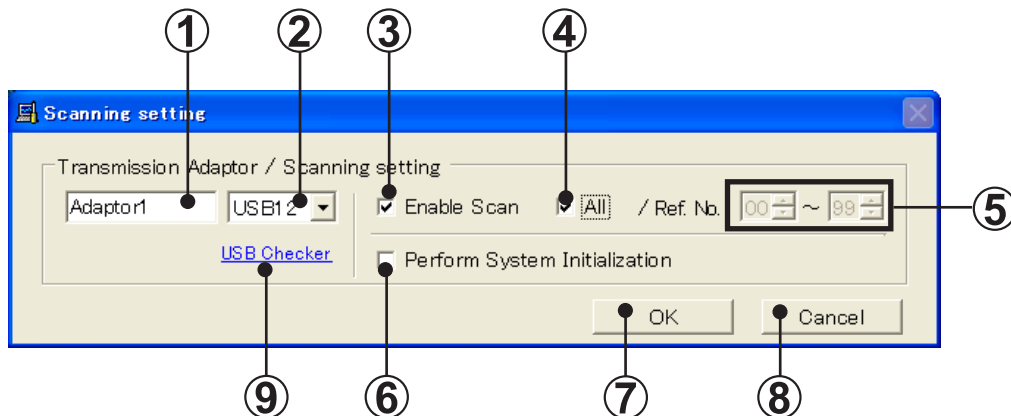 ① ② ③ ④
Scanning setting
Transmission Adaptor / Scanning setting
Adaptor1 USB12 Enable Scan All / Ref. No. 00 ~ 99 ⑤
USB Checker Perform System Initialization
OK Cancel
⑨ ⑥ ⑦ ⑧